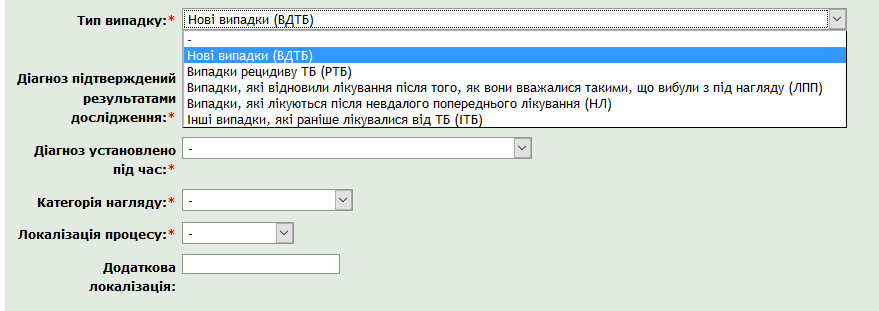 Тип випадку:* Нові випадки (ВДТБ)
-
Нові випадки (ВДТБ)
Випадки рецидиву ТБ (РТБ)
Випадки, які відновили лікування після того, як вони вважалися такими, що вибули з під нагляду (ЛПП)
Випадки, які лікуються після невдалого попереднього лікування (НЛ)
Інші випадки, які раніше лікувалися від ТБ (ІТБ)
Діагноз підтверджений
результатами
дослідження:*
Діагноз установлено -
під час:*
Категорія нагляду:* -
Локалізація процесу:* -
Додаткова
локалізація: